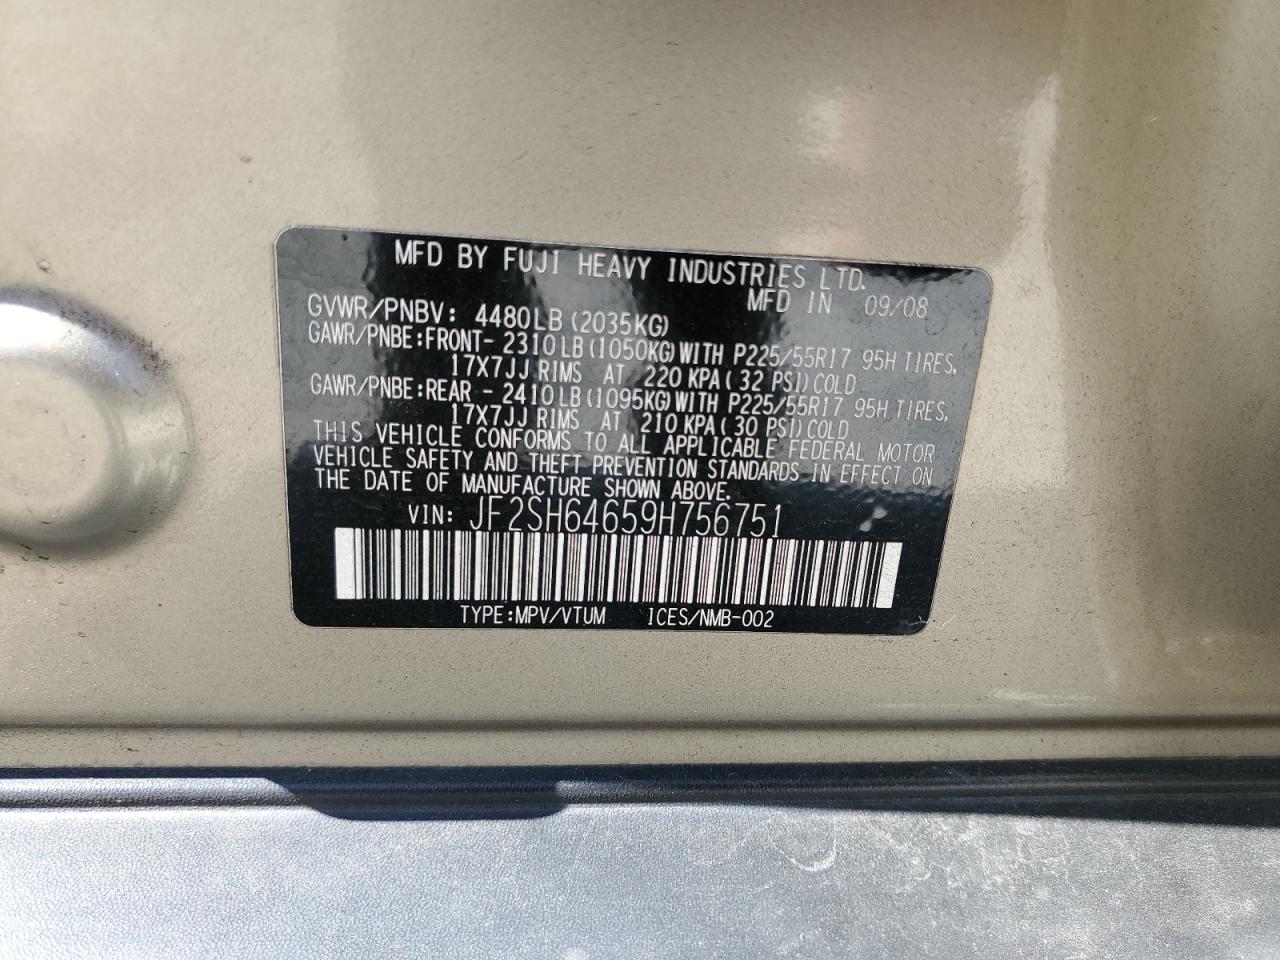 MFD BY FUJI HEAVY INDUSTRIES LTD.
MFD IN 09/08
GVWR/PNBV: 4480LB(2035KG)
GAWR/PNBE:FRONT- 2310LB(1050KG)WITH P225/55R17 95H TIRES,
17X7JJ RIMS AT 220 KPA(32 PSI)COLD
GAWR/PNBE:REAR - 2410LB(1095KG)WITH P225/55R17 95H TIRES,
17X7JJ RIMS AT 210 KPA(30 PSI)COLD
THIS VEHICLE CONFORMS TO ALL APPLICABLE FEDERAL MOTOR
VEHICLE SAFETY AND THEFT PREVENTION STANDARDS IN EFFECT ON
THE DATE OF MANUFACTURE SHOWN ABOVE.
VIN: JF2SH64659H756751
TYPE:MPV/VTUM ICES/NMB-002